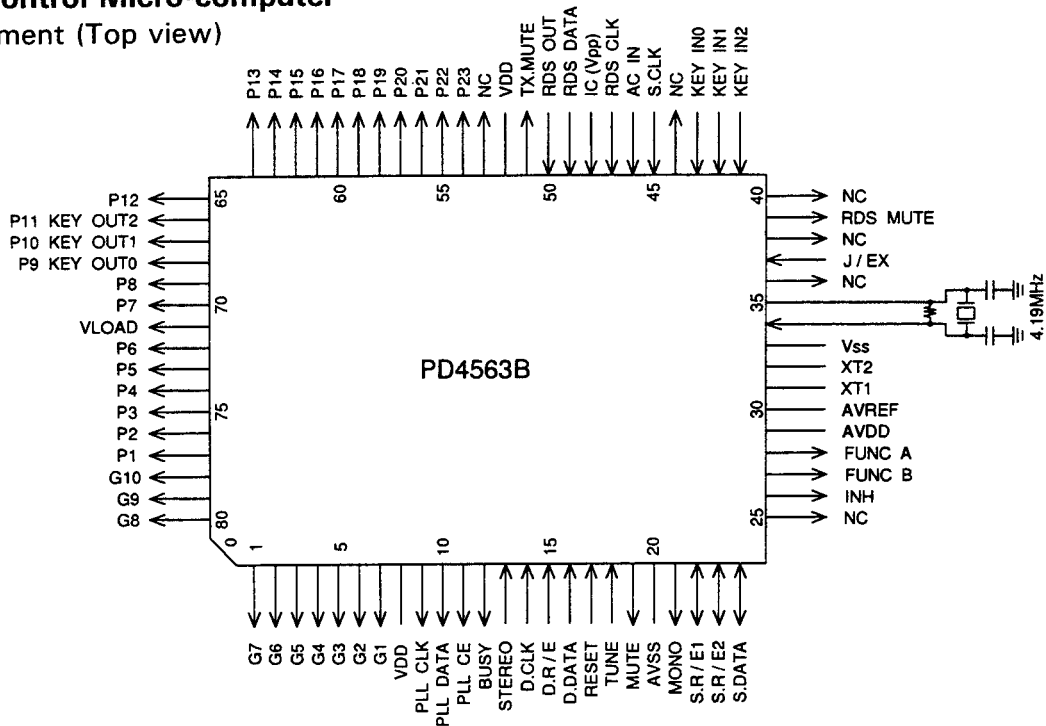 ontrol Micro-computer
ment (Top view)
P13
P14
P15
P16
P17
P18
P19
P20
P21
P22
P23
NC
VDD
TX.MUTE
RDS OUT
RDS DATA
IC (Vpp)
RDS CLK
AC IN
S.CLK
NC
KEY IN0
KEY IN1
KEY IN2
65
60
55
50
45
40
P12
P11 KEY OUT2
P10 KEY OUT1
P9 KEY OUT0
P8
P7
VLOAD
P6
P5
P4
P3
P2
P1
G10
G9
G8
70
75
80
PD4563B
NC
RDS MUTE
NC
J/EX
NC
35
4.19MHz
Vss
XT2
XT1
30
AVREF
AVDD
FUNC A
FUNC B
INH
25
NC
0
1
5
10
15
20
G7
G6
G5
G4
G3
G2
G1
VDD
PLL CLK
PLL DATA
PLL CE
BUSY
STEREO
D.CLK
D.R/E
D.DATA
RESET
TUNE
MUTE
AVSS
MONO
S.R/E1
S.R/E2
S.DATA